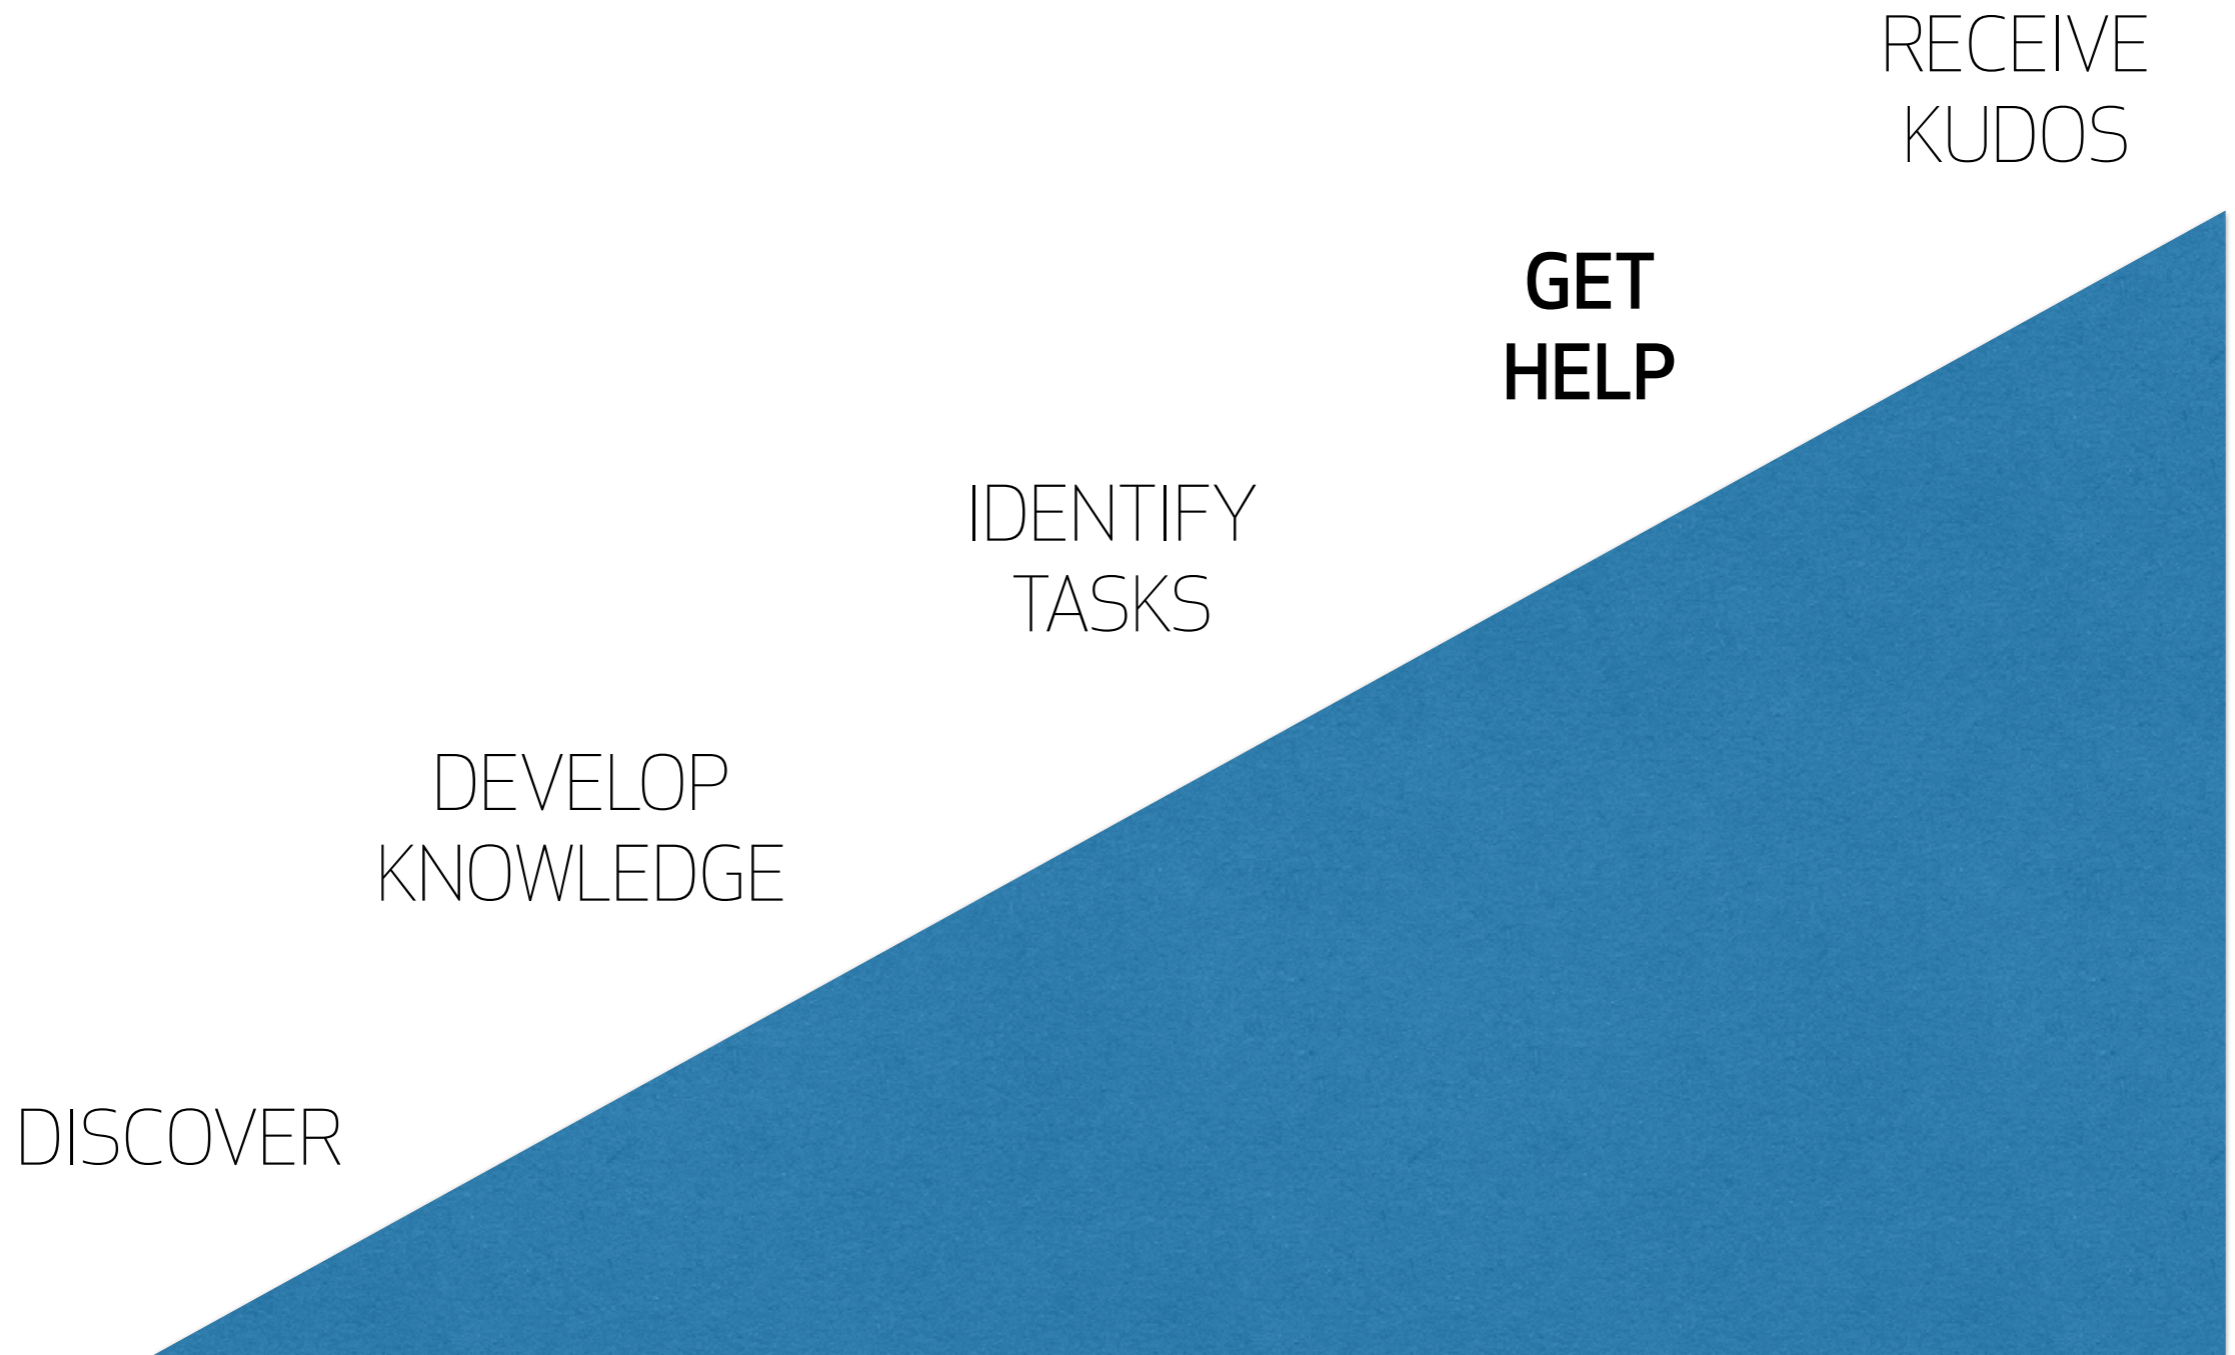 RECEIVE
KUDOS
GET
HELP
IDENTIFY
TASKS
DEVELOP
KNOWLEDGE
DISCOVER